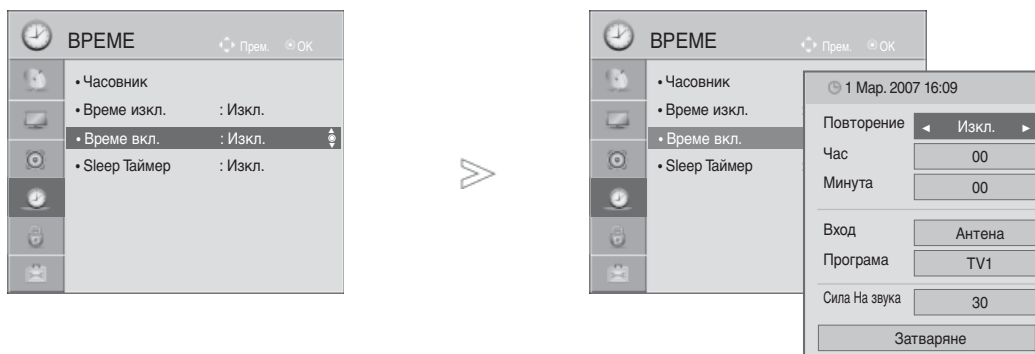 ВРЕМЕ Прем. OK
• Часовник
• Време изкл. : Изкл.
• Време вкл. : Изкл.
• Sleep Таймер : Изкл.
ВРЕМЕ Прем. OK
• Часовник
• Време изкл.
• Време вкл.
• Sleep Таймер
1 Мар. 2007 16:09
Повторение ◄ Изкл. ►
Час 00
Минута 00
Вход Антена
Програма TV1
Сила На звука 30
Затваряне